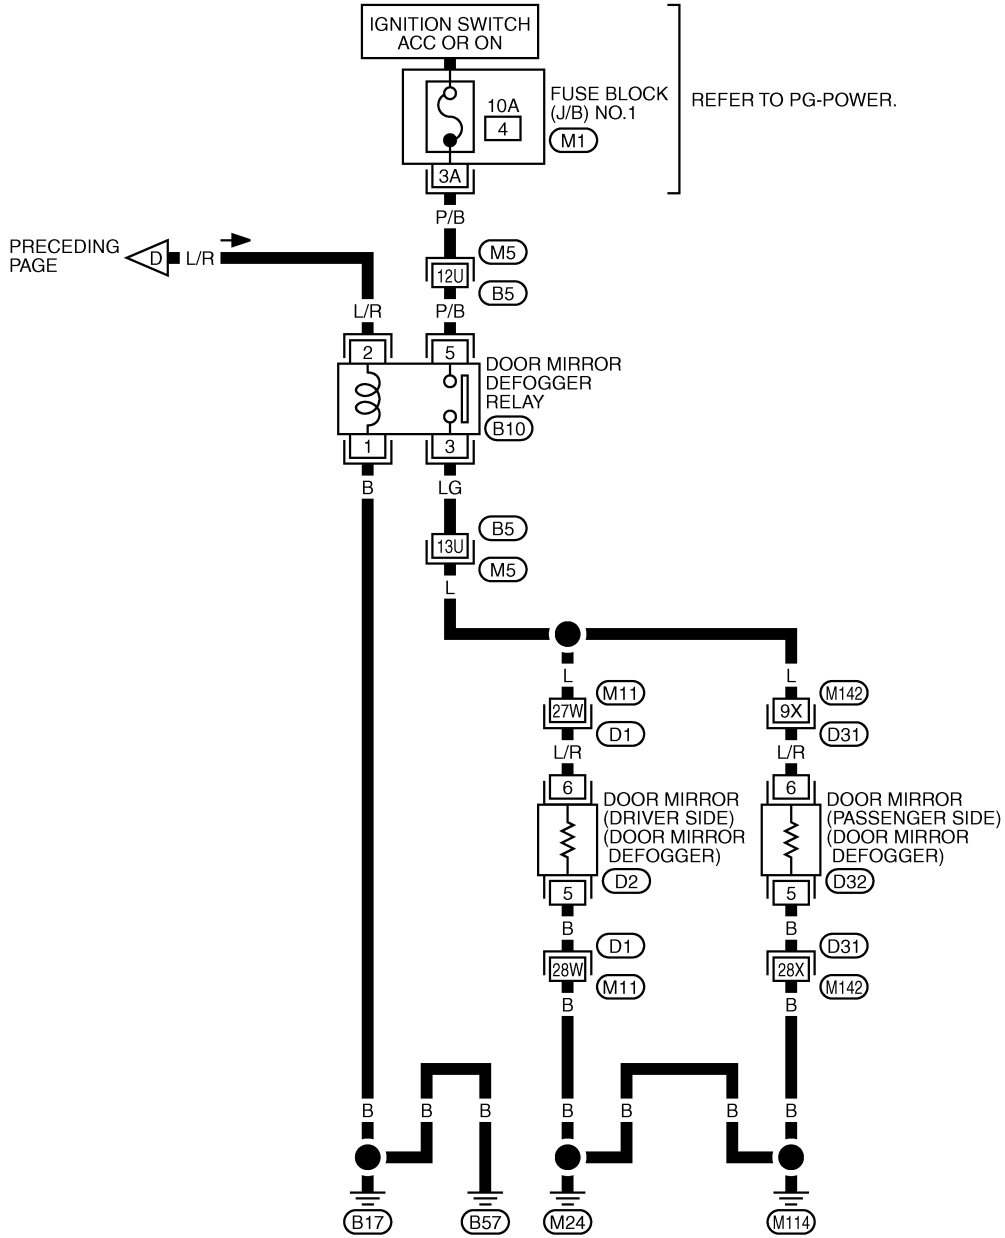 IGNITION SWITCH
ACC OR ON
FUSE BLOCK
(J/B) NO.1
10A
4
M1
REFER TO PG-POWER.
3A
P/B
PRECEDING
PAGE
D
L/R
M5
12U
B5
L/R
P/B
2
5
DOOR MIRROR
DEFOGGER
RELAY
B10
1
3
B
LG
B5
13U
M5
L
L
L
M11
M142
27W
9X
D1
D31
L/R
L/R
6
6
DOOR MIRROR
(DRIVER SIDE)
(DOOR MIRROR
DEFOGGER)
D2
DOOR MIRROR
(PASSENGER SIDE)
(DOOR MIRROR
DEFOGGER)
D32
5
5
B
B
D1
D31
28W
28X
M11
M142
B
B
B
B
B
B
B
B
B
B17
B57
M24
M114